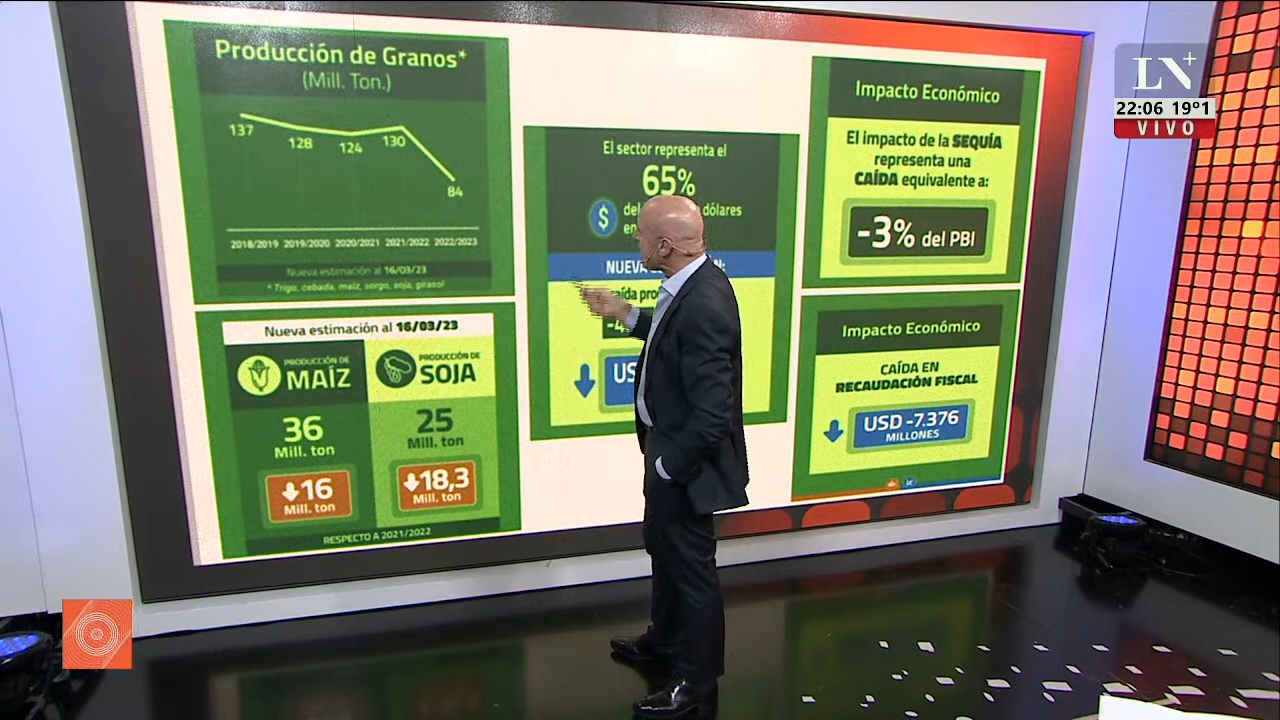 Producción de Granos*
(Mill. Ton.)
137
128
124
130
84
2018/2019 2019/2020 2020/2021 2021/2022 2022/2023
Nueva estimación al 16/03/23
* Trigo, cebada, maíz, sorgo, soja, girasol
Nueva estimación al 16/03/23
PRODUCCIÓN DE
MAÍZ
36
Mill. ton
16
Mill. ton
PRODUCCIÓN DE
SOJA
25
Mill. ton
18,3
Mill. ton
RESPECTO A 2021/2022
El sector representa el
65%
$
dólares
Impacto Económico
El impacto de la SEQUÍA
representa una
CAÍDA equivalente a:
-3% del PBI
Impacto Económico
CAÍDA EN
RECAUDACIÓN FISCAL
USD -7.376
MILLONES
LN+
22:06 19°1
VIVO